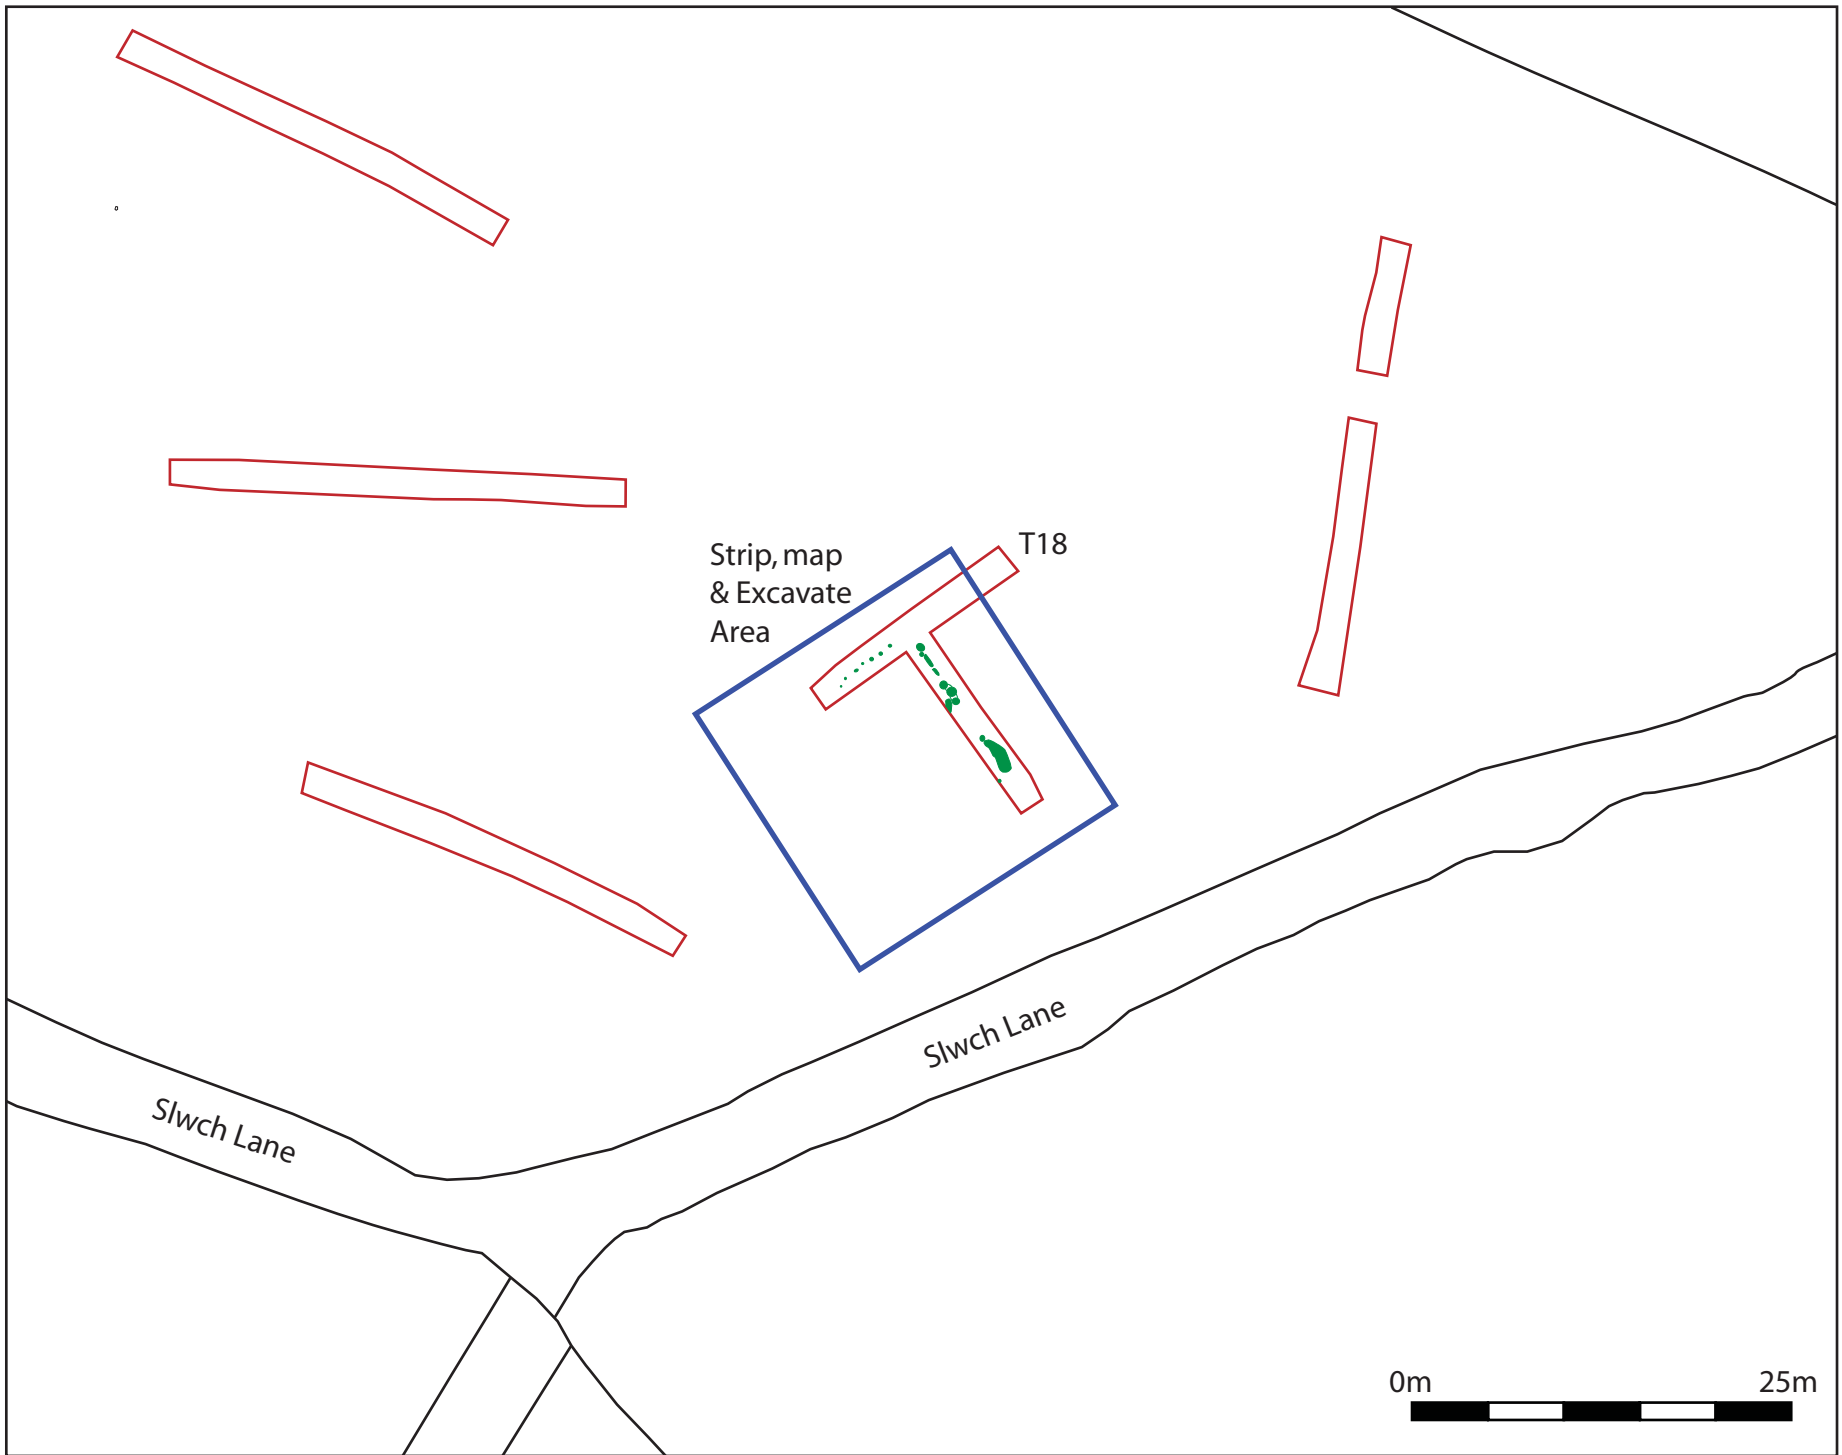 T18
Strip, map
& Excavate
Area
Slwch Lane
Slwch Lane
0m 25m